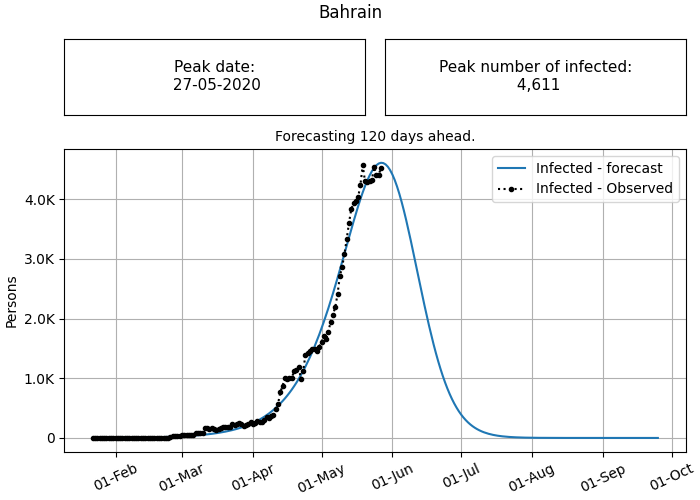 Bahrain
Peak date:
27-05-2020
Peak number of infected:
4,611
Forecasting 120 days ahead.
Infected - forecast
Infected - Observed
Persons
4.0K
3.0K
2.0K
1.0K
0
01-Feb
01-Mar
01-Apr
01-May
01-Jun
01-Jul
01-Aug
01-Sep
01-Oct